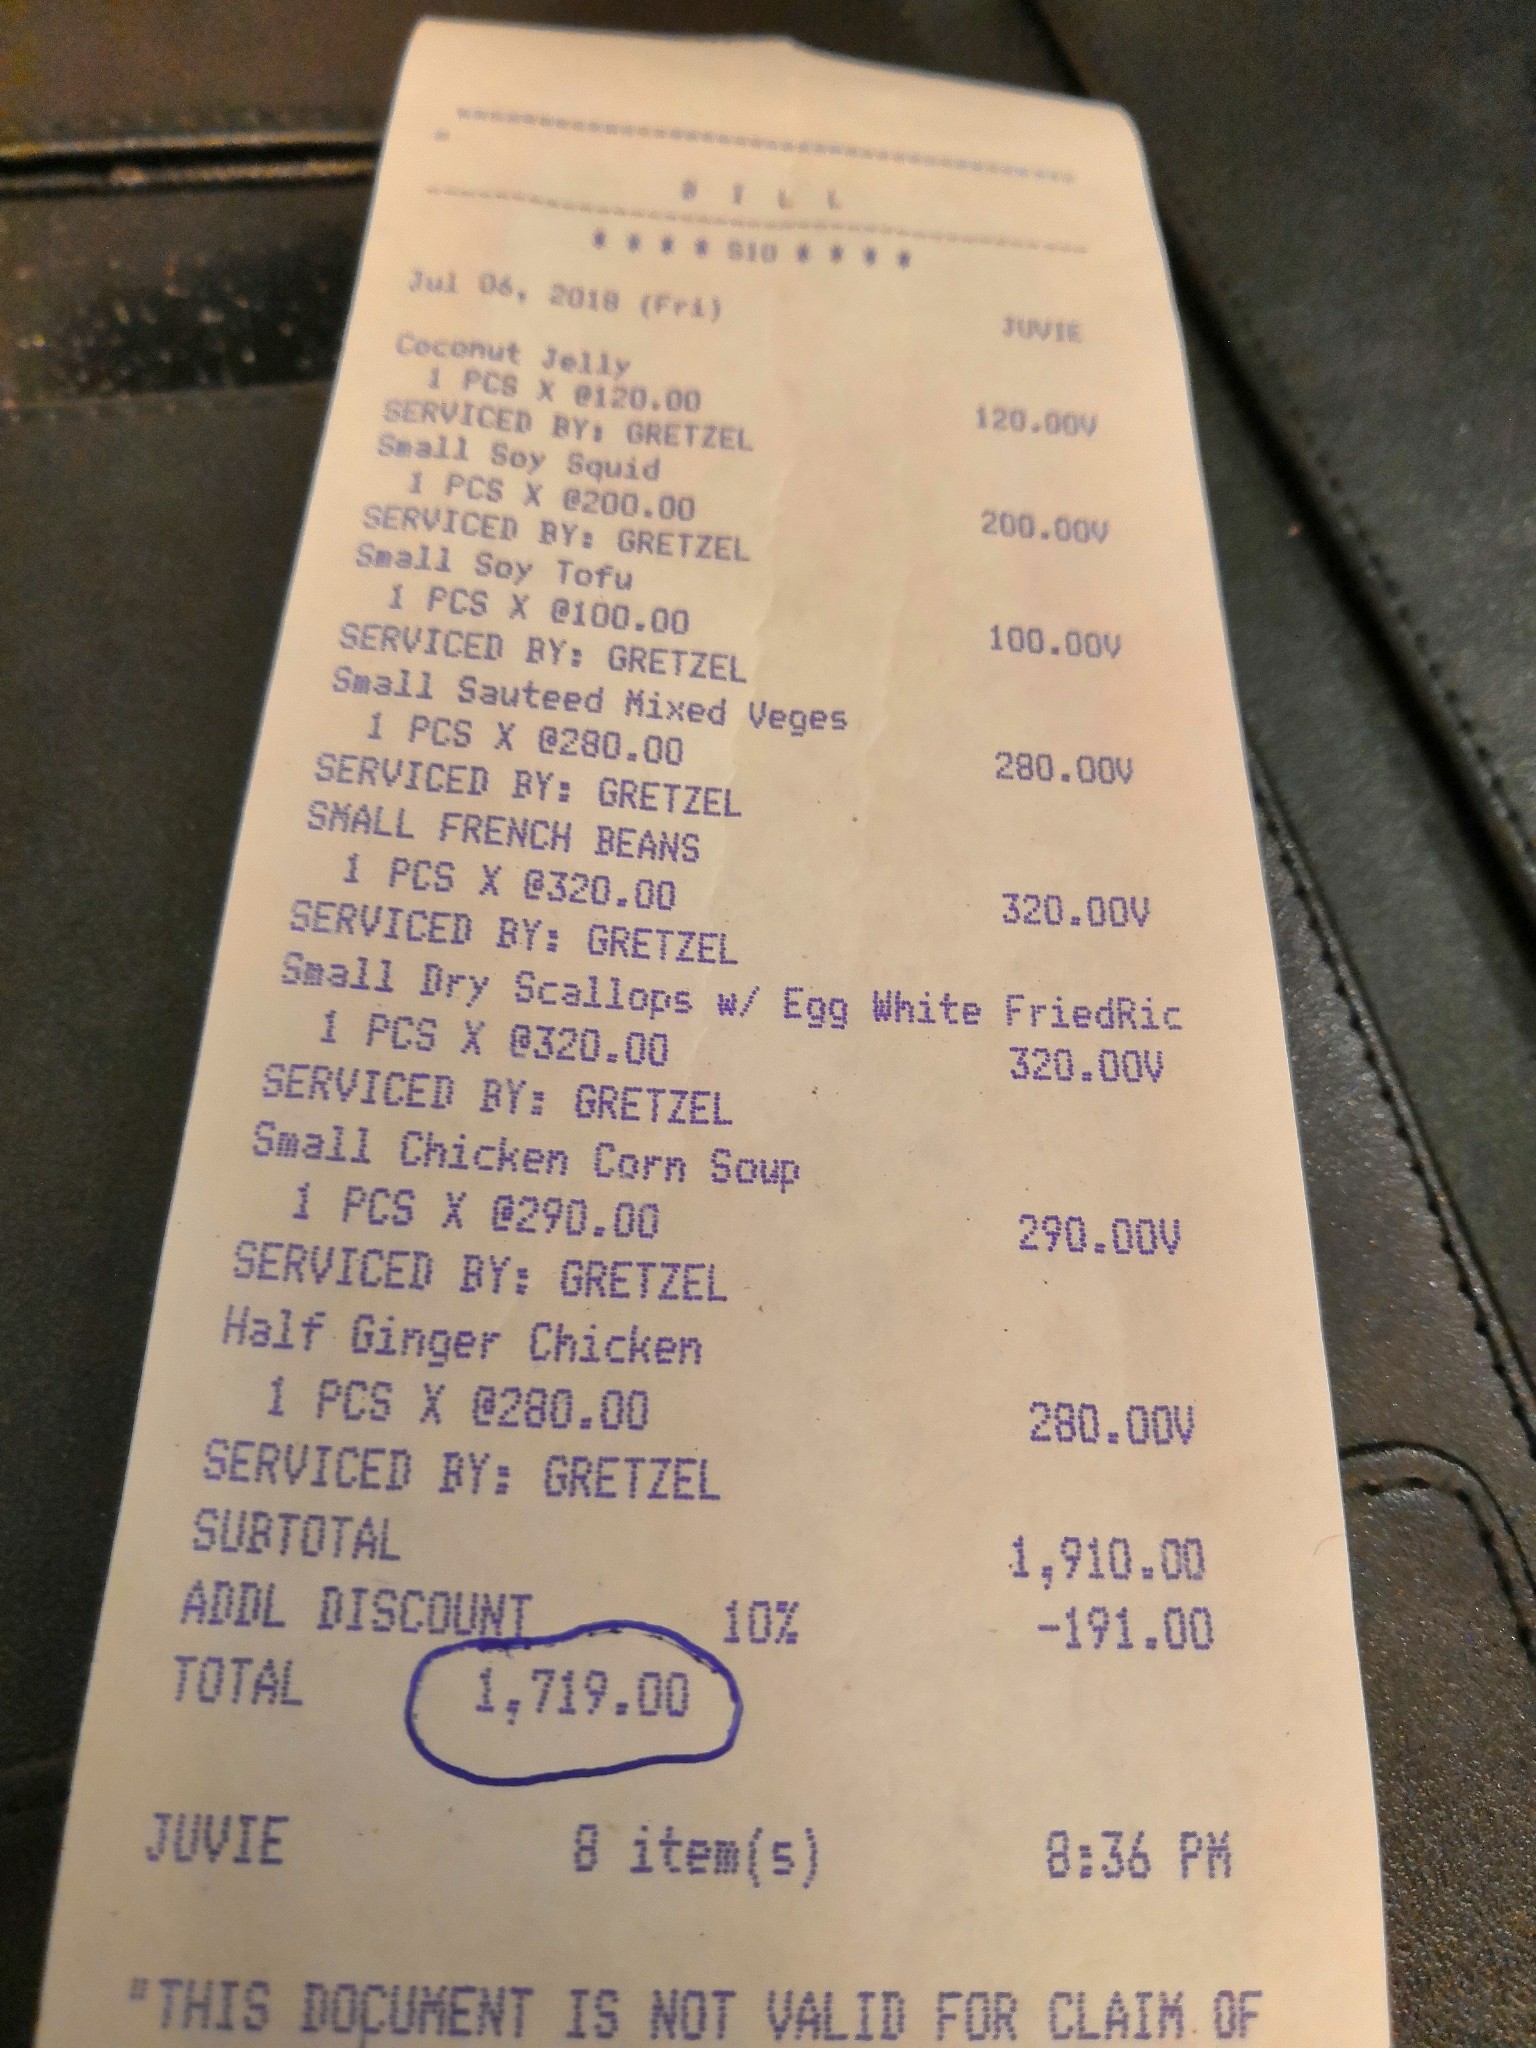 B I L L
* * * * S10 * * * *
Jul 06, 2018 (Fri) JUVIE
Coconut Jelly
1 PCS X @120.00 120.00V
SERVICED BY: GRETZEL
Small Soy Squid
1 PCS X @200.00 200.00V
SERVICED BY: GRETZEL
Small Soy Tofu
1 PCS X @100.00 100.00V
SERVICED BY: GRETZEL
Small Sauteed Mixed Veges
1 PCS X @280.00 280.00V
SERVICED BY: GRETZEL
SMALL FRENCH BEANS
1 PCS X @320.00 320.00V
SERVICED BY: GRETZEL
Small Dry Scallops w/ Egg White FriedRic
1 PCS X @320.00 320.00V
SERVICED BY: GRETZEL
Small Chicken Corn Soup
1 PCS X @290.00 290.00V
SERVICED BY: GRETZEL
Half Ginger Chicken
1 PCS X @280.00 280.00V
SERVICED BY: GRETZEL
SUBTOTAL 1,910.00
ADDL DISCOUNT 10% -191.00
TOTAL 1,719.00
JUVIE 8 item(s) 8:36 PM
"THIS DOCUMENT IS NOT VALID FOR CLAIM OF